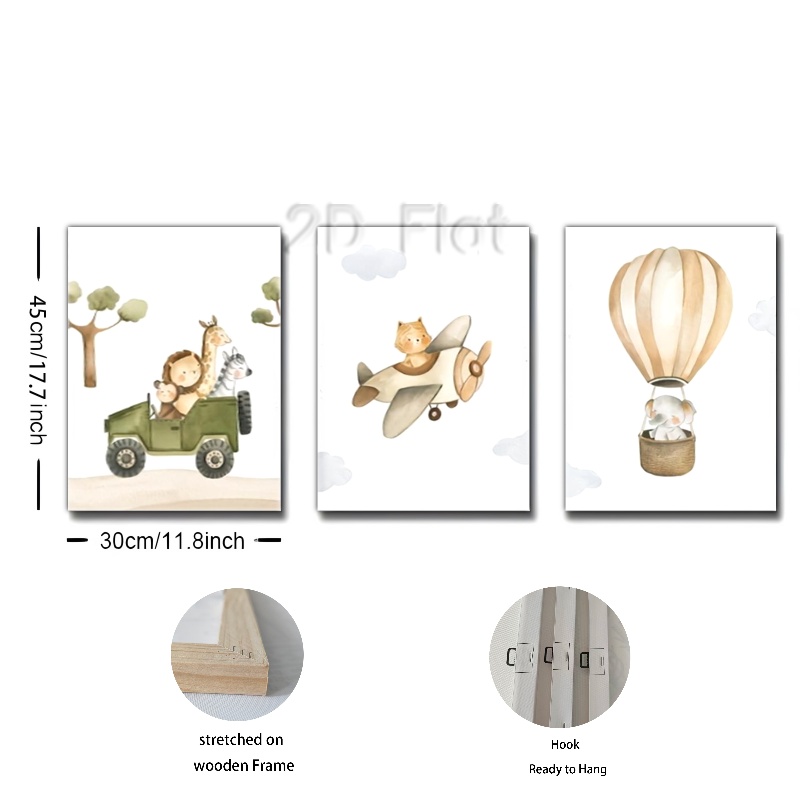 2D Flat
45cm/17.7inch
30cm/11.8inch
stretched on
wooden Frame
Hook
Ready to Hang